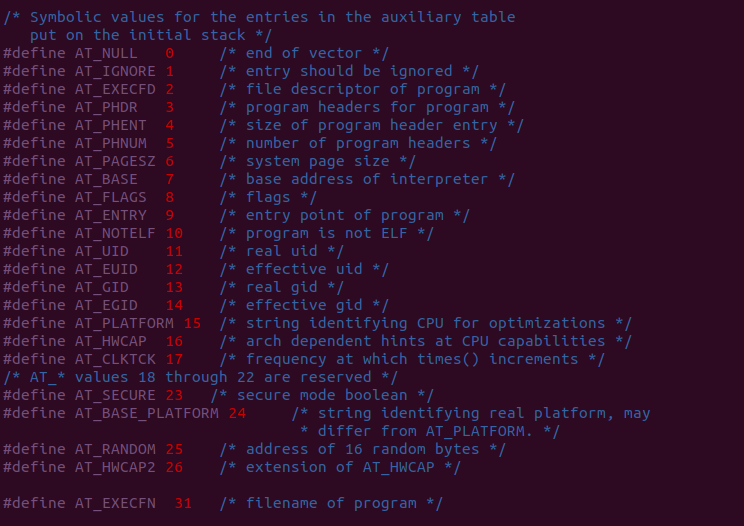 /* Symbolic values for the entries in the auxiliary table
   put on the initial stack */
#define AT_NULL   0     /* end of vector */
#define AT_IGNORE 1     /* entry should be ignored */
#define AT_EXECFD 2     /* file descriptor of program */
#define AT_PHDR   3     /* program headers for program */
#define AT_PHENT  4     /* size of program header entry */
#define AT_PHNUM  5     /* number of program headers */
#define AT_PAGESZ 6     /* system page size */
#define AT_BASE   7     /* base address of interpreter */
#define AT_FLAGS  8     /* flags */
#define AT_ENTRY  9     /* entry point of program */
#define AT_NOTELF 10    /* program is not ELF */
#define AT_UID    11    /* real uid */
#define AT_EUID   12    /* effective uid */
#define AT_GID    13    /* real gid */
#define AT_EGID   14    /* effective gid */
#define AT_PLATFORM 15  /* string identifying CPU for optimizations */
#define AT_HWCAP  16    /* arch dependent hints at CPU capabilities */
#define AT_CLKTCK 17    /* frequency at which times() increments */
/* AT_* values 18 through 22 are reserved */
#define AT_SECURE 23   /* secure mode boolean */
#define AT_BASE_PLATFORM 24     /* string identifying real platform, may
                                 * differ from AT_PLATFORM. */
#define AT_RANDOM 25    /* address of 16 random bytes */
#define AT_HWCAP2 26    /* extension of AT_HWCAP */

#define AT_EXECFN  31   /* filename of program */